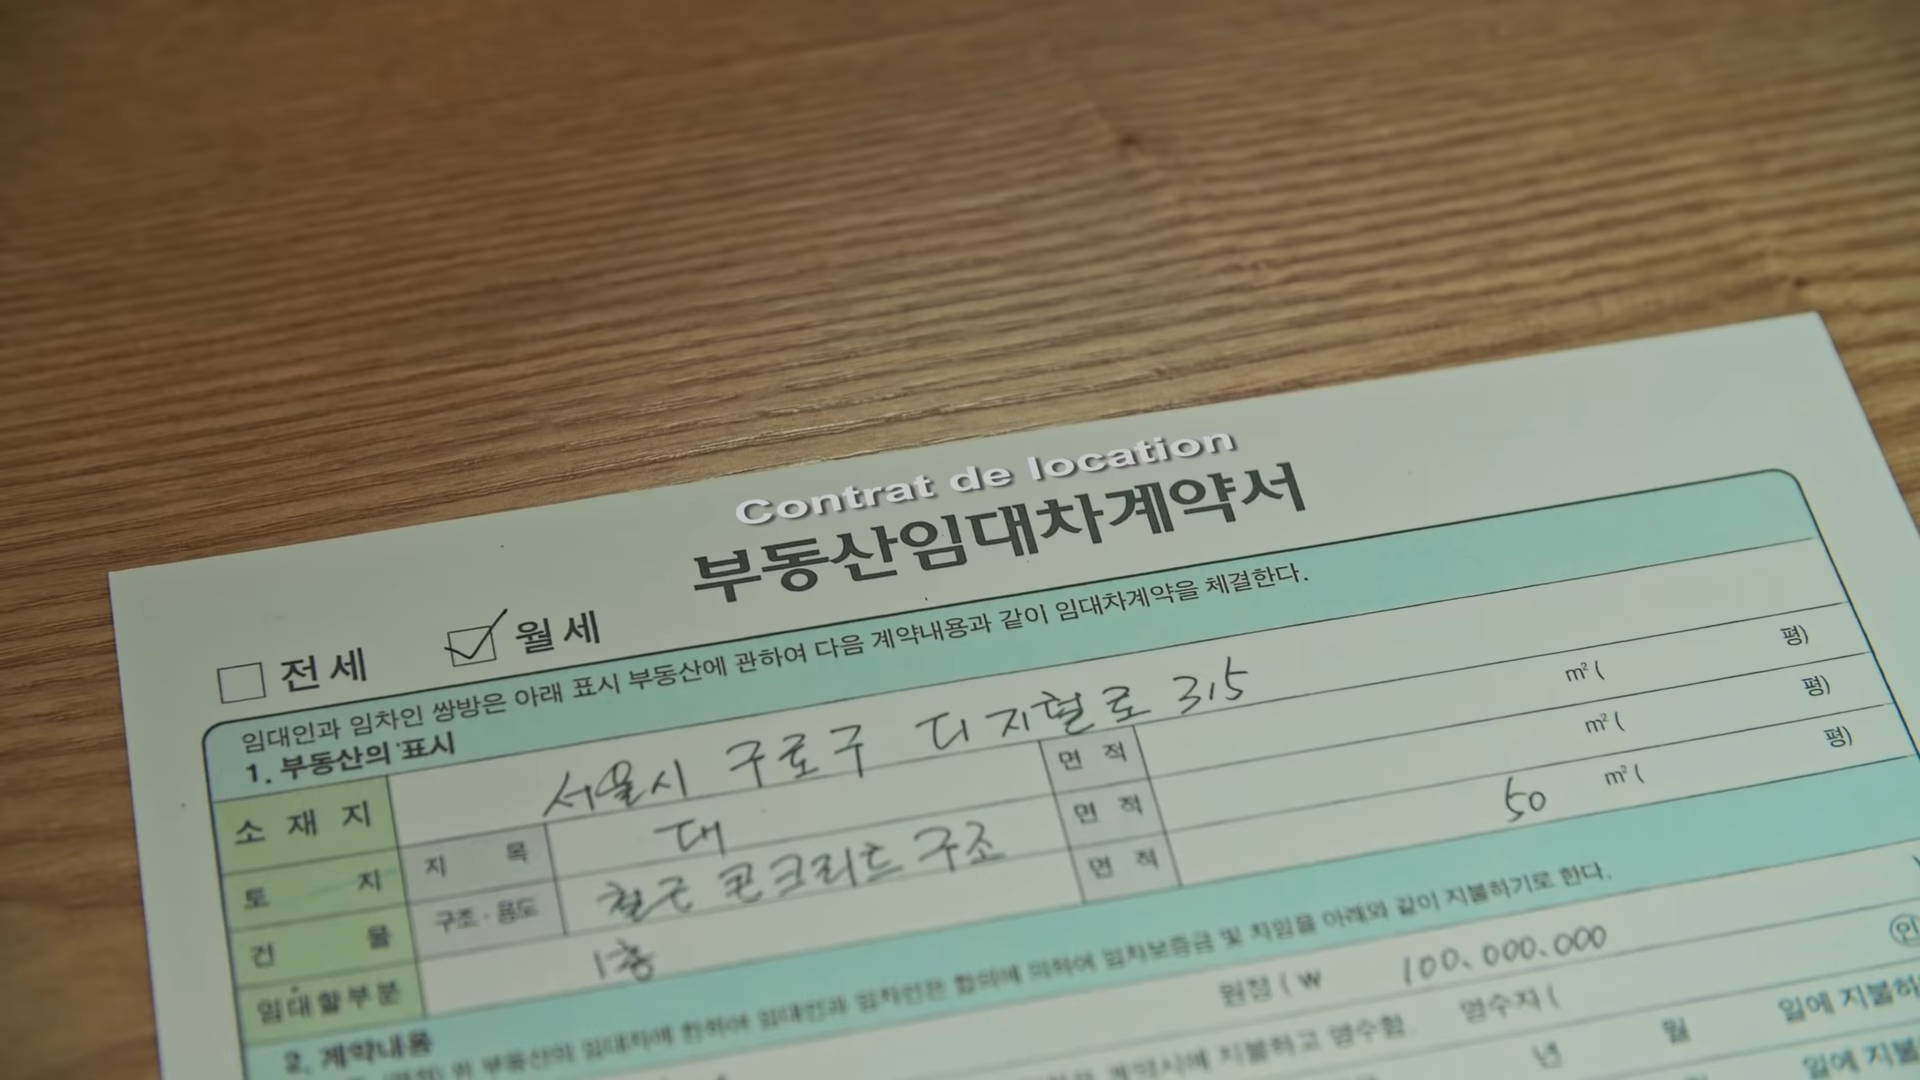 Contrat de location
부동산임대차계약서
전세 월세
임대인과 임차인 쌍방은 아래 표시 부동산에 관하여 다음 계약내용과 같이 임대차계약을 체결한다.
1. 부동산의 표시
소재지 서울시 구로구 디지털로 315
토지 지목 대 면적 m² ( 평)
건물 구조·용도 철근 콘크리트 구조 면적 m² ( 평)
임대할부분 1층 면적 50 m² ( 평)
2. 계약내용
위 부동산의 임대차에 한하여 임대인과 임차인은 합의에 의하여 임차보증금 및 차임을 아래와 같이 지불하기로 한다.
원정 ( ₩ 100,000,000
계약시에 지불하고 영수함 영수자 ( 인
년 월 일에 지불하
일에 지불